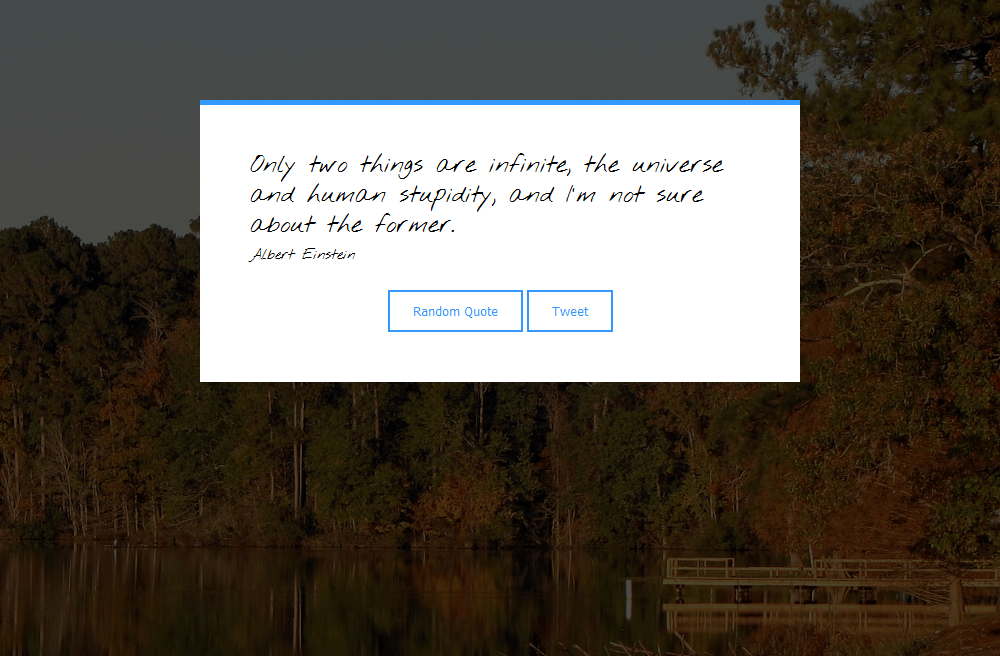 Only two things are infinite, the universe
and human stupidity, and I'm not sure
about the former.
Albert Einstein
Random Quote Tweet